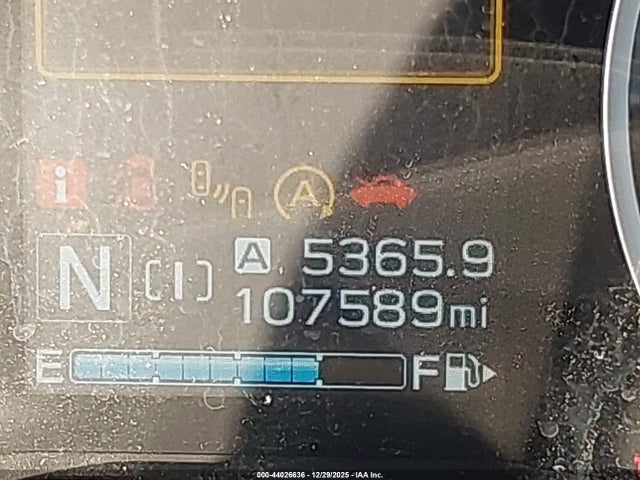 i
A
A 5365.9
N [I] 107589mi
E F
000-44026636 - 12/29/2025 - IAA Inc.